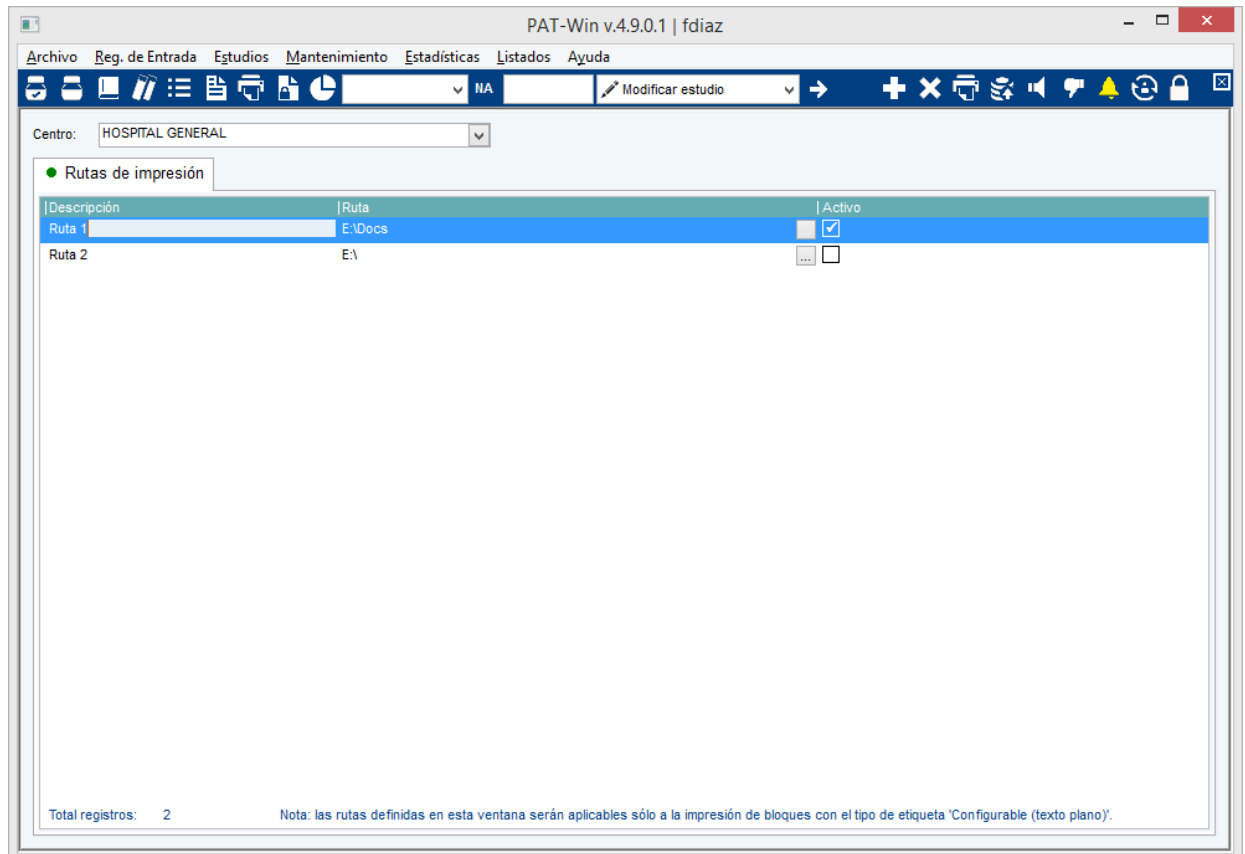 PAT-Win v.4.9.0.1 | fdiaz
Archivo Reg. de Entrada Estudios Mantenimiento Estadísticas Listados Ayuda
NA Modificar estudio
Centro: HOSPITAL GENERAL
Rutas de impresión
|Descripción |Ruta |Activo
Ruta 1 E:\Docs
Ruta 2 E:\ ...
Total registros: 2 Nota: las rutas definidas en esta ventana serán aplicables sólo a la impresión de bloques con el tipo de etiqueta 'Configurable (texto plano)'.